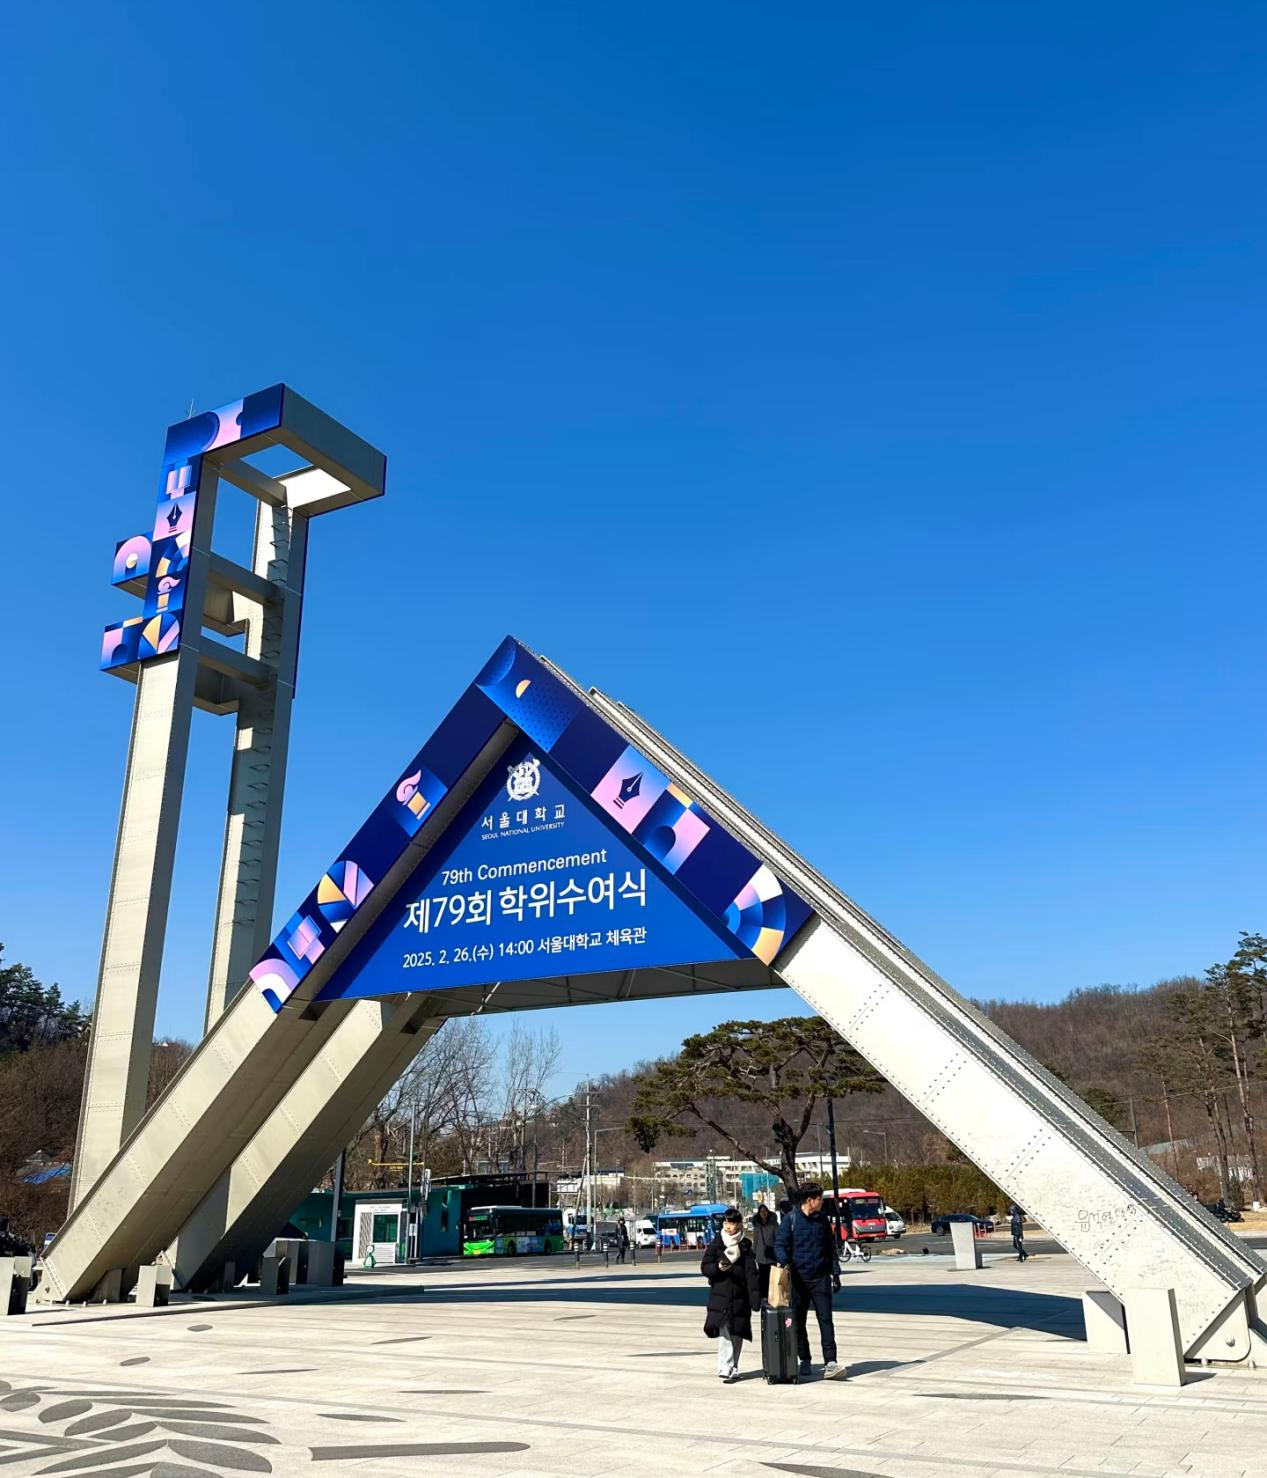 서울대학교
SEOUL NATIONAL UNIVERSITY
79th Commencement
제79회 학위수여식
2025. 2. 26.(수) 14:00 서울대학교 체육관